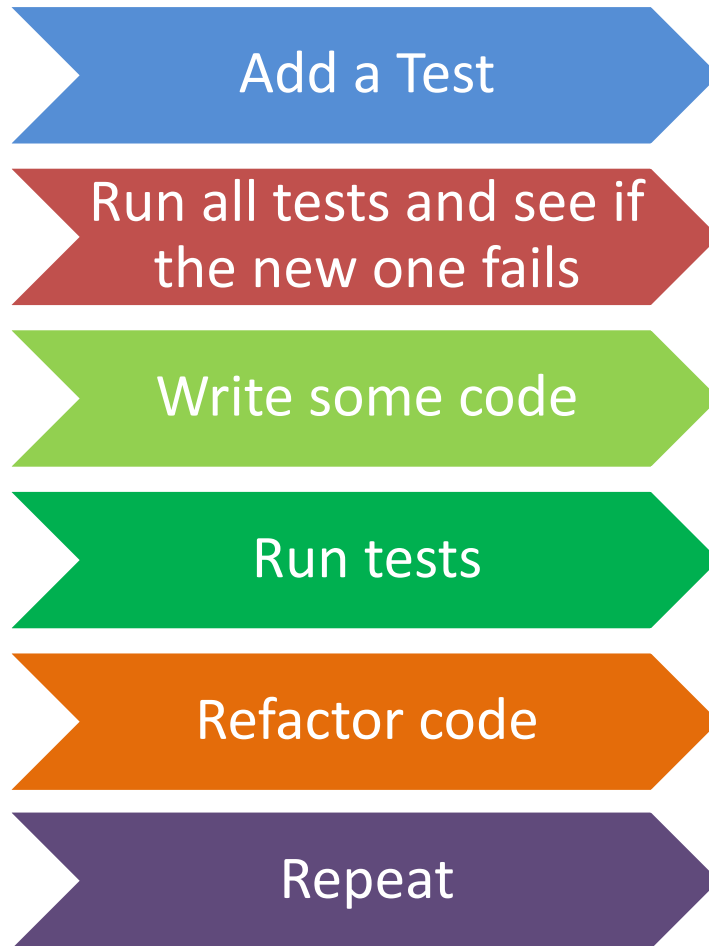 Add a Test
Run all tests and see if
the new one fails
Write some code
Run tests
Refactor code
Repeat